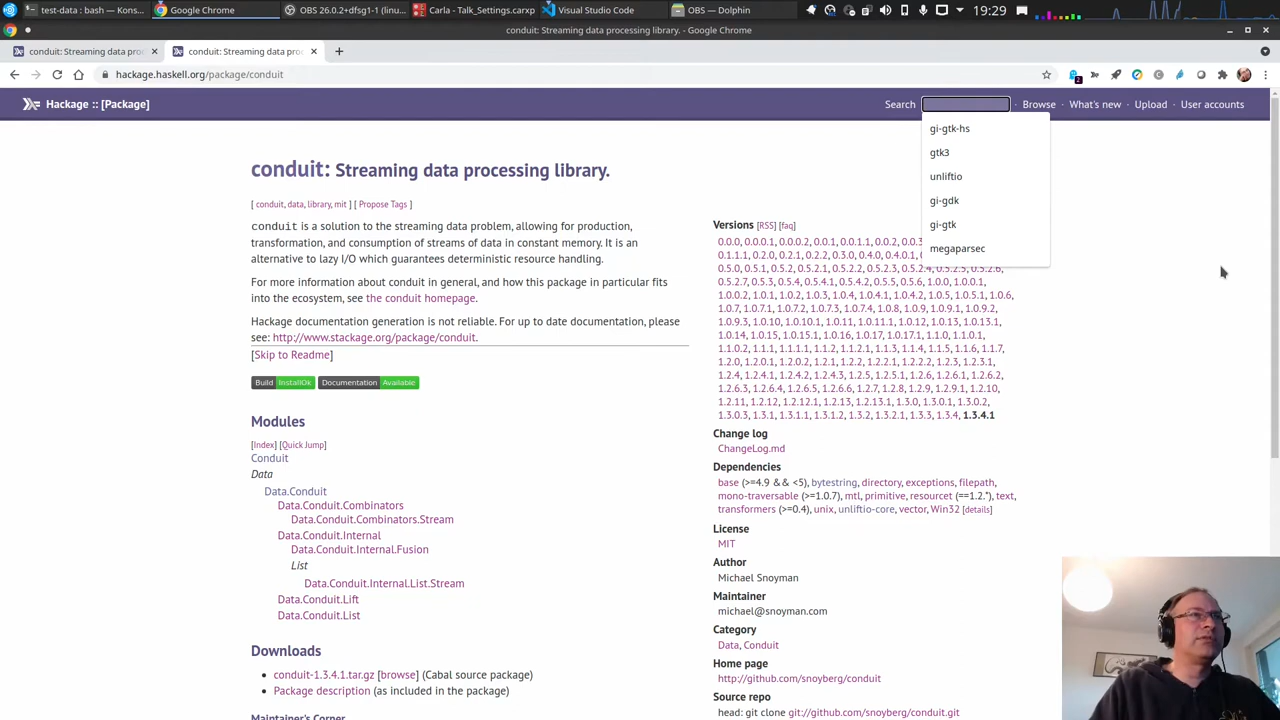 test-data : bash — Kons...
Google Chrome
OBS 26.0.2+dfsg1-1 (linu...
Carla - Talk_Settings.carxp
Visual Studio Code
OBS — Dolphin
19:29
conduit: Streaming data processing library. - Google Chrome
conduit: Streaming data proc
conduit: Streaming data proc
hackage.haskell.org/package/conduit
2
Hackage :: [Package]
Search · Browse · What's new · Upload · User accounts
gi-gtk-hs
gtk3
unliftio
gi-gdk
gi-gtk
megaparsec
conduit: Streaming data processing library.
[ conduit, data, library, mit ] [ Propose Tags ]
conduit is a solution to the streaming data problem, allowing for production,
transformation, and consumption of streams of data in constant memory. It is an
alternative to lazy I/O which guarantees deterministic resource handling.
For more information about conduit in general, and how this package in particular fits
into the ecosystem, see the conduit homepage.
Hackage documentation generation is not reliable. For up to date documentation, please
see: http://www.stackage.org/package/conduit.
[Skip to Readme]
Build InstallOk Documentation Available
Modules
[Index] [Quick Jump]
Conduit
Data
Data.Conduit
Data.Conduit.Combinators
Data.Conduit.Combinators.Stream
Data.Conduit.Internal
Data.Conduit.Internal.Fusion
List
Data.Conduit.Internal.List.Stream
Data.Conduit.Lift
Data.Conduit.List
Downloads
• conduit-1.3.4.1.tar.gz [browse] (Cabal source package)
• Package description (as included in the package)
Maintainer's Corner
Versions [RSS] [faq]
0.0.0, 0.0.0.1, 0.0.0.2, 0.0.1, 0.0.1.1, 0.0.2, 0.0.3
0.1.1.1, 0.2.0, 0.2.1, 0.2.2, 0.3.0, 0.4.0, 0.4.0.1,
0.5.0, 0.5.1, 0.5.2, 0.5.2.1, 0.5.2.2, 0.5.2.3, 0.5.2.4, 0.5.2.5, 0.5.2.6,
0.5.2.7, 0.5.3, 0.5.4, 0.5.4.1, 0.5.4.2, 0.5.5, 0.5.6, 1.0.0, 1.0.0.1,
1.0.0.2, 1.0.1, 1.0.2, 1.0.3, 1.0.4, 1.0.4.1, 1.0.4.2, 1.0.5, 1.0.5.1, 1.0.6,
1.0.7, 1.0.7.1, 1.0.7.2, 1.0.7.3, 1.0.7.4, 1.0.8, 1.0.9, 1.0.9.1, 1.0.9.2,
1.0.9.3, 1.0.10, 1.0.10.1, 1.0.11, 1.0.11.1, 1.0.12, 1.0.13, 1.0.13.1,
1.0.14, 1.0.15, 1.0.15.1, 1.0.16, 1.0.17, 1.0.17.1, 1.1.0, 1.1.0.1,
1.1.0.2, 1.1.1, 1.1.1.1, 1.1.2, 1.1.2.1, 1.1.3, 1.1.4, 1.1.5, 1.1.6, 1.1.7,
1.2.0, 1.2.0.1, 1.2.0.2, 1.2.1, 1.2.2, 1.2.2.1, 1.2.2.2, 1.2.3, 1.2.3.1,
1.2.4, 1.2.4.1, 1.2.4.2, 1.2.4.3, 1.2.5, 1.2.5.1, 1.2.6, 1.2.6.1, 1.2.6.2,
1.2.6.3, 1.2.6.4, 1.2.6.5, 1.2.6.6, 1.2.7, 1.2.8, 1.2.9, 1.2.9.1, 1.2.10,
1.2.11, 1.2.12, 1.2.12.1, 1.2.13, 1.2.13.1, 1.3.0, 1.3.0.1, 1.3.0.2,
1.3.0.3, 1.3.1, 1.3.1.1, 1.3.1.2, 1.3.2, 1.3.2.1, 1.3.3, 1.3.4, 1.3.4.1
Change log
ChangeLog.md
Dependencies
base (>=4.9 && <5), bytestring, directory, exceptions, filepath,
mono-traversable (>=1.0.7), mtl, primitive, resourcet (==1.2.*), text,
transformers (>=0.4), unix, unliftio-core, vector, Win32 [details]
License
MIT
Author
Michael Snoyman
Maintainer
michael@snoyman.com
Category
Data, Conduit
Home page
http://github.com/snoyberg/conduit
Source repo
head: git clone git://github.com/snoyberg/conduit.git